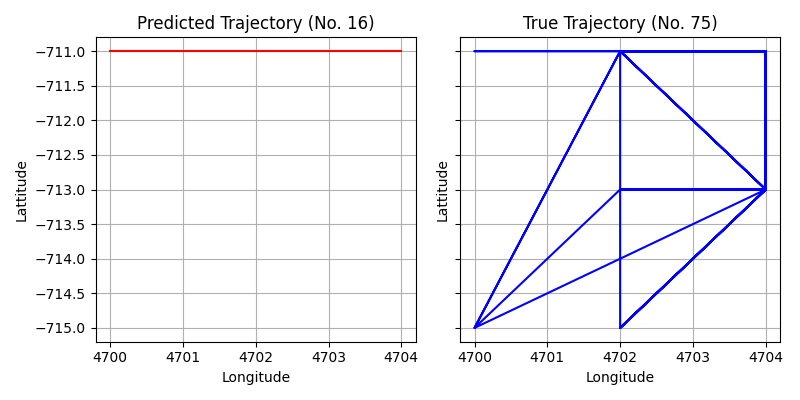 Predicted Trajectory (No. 16)
True Trajectory (No. 75)
−711.0
−711.5
−712.0
−712.5
−713.0
−713.5
−714.0
−714.5
−715.0
Lattitude
Lattitude
4700 4701 4702 4703 4704
4700 4701 4702 4703 4704
Longitude
Longitude